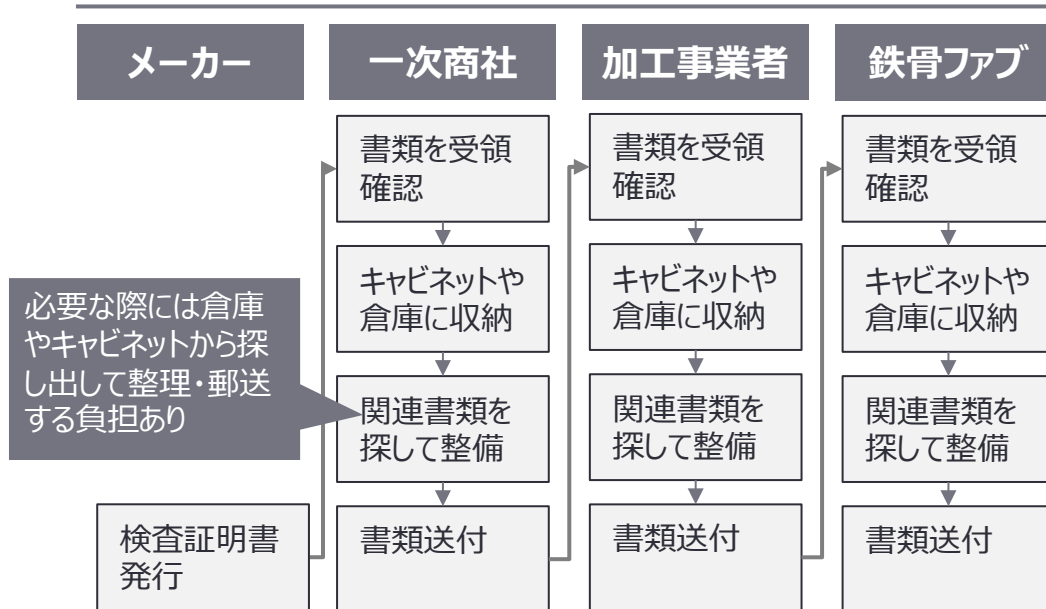 メーカー
一次商社
加工事業者
鉄骨ファブ
書類を受領
確認
書類を受領
確認
書類を受領
確認
キャビネットや
倉庫に収納
キャビネットや
倉庫に収納
キャビネットや
倉庫に収納
必要な際には倉庫
やキャビネットから探
し出して整理・郵送
する負担あり
関連書類を
探して整備
関連書類を
探して整備
関連書類を
探して整備
検査証明書
発行
書類送付
書類送付
書類送付